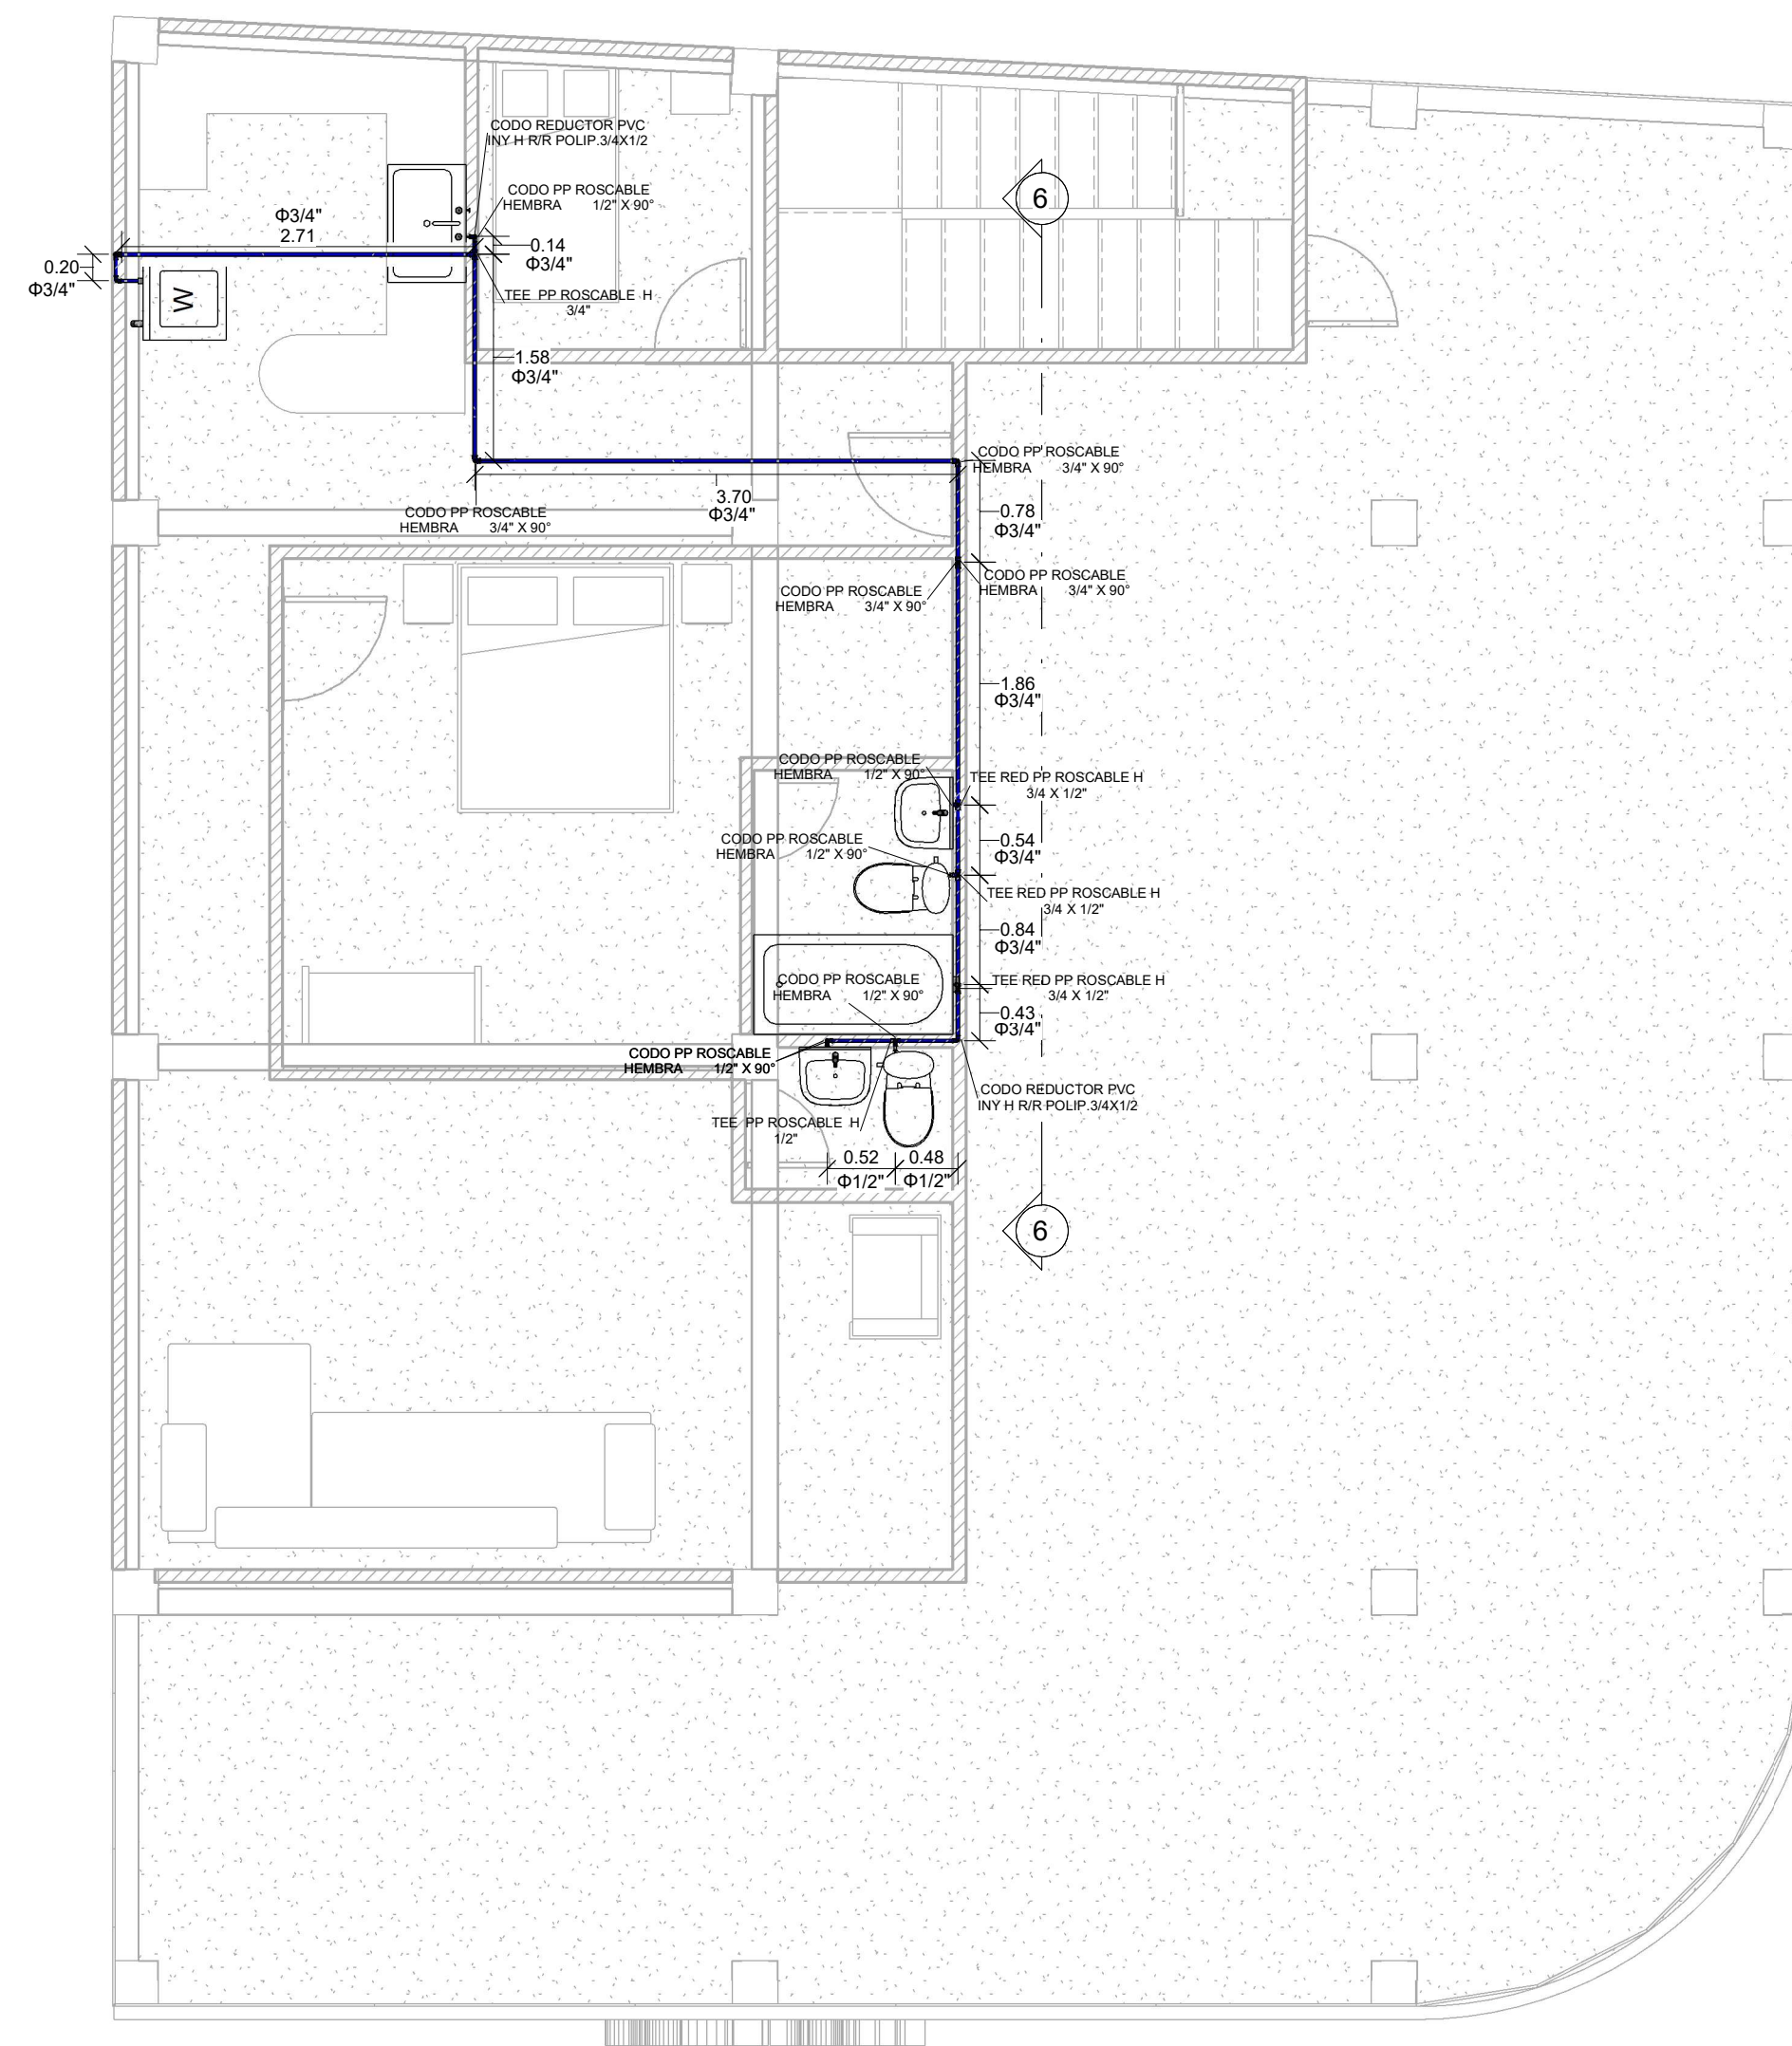 CODO REDUCTOR PVC
INY H R/R POLIP.3/4X1/2
CODO PP ROSCABLE
HEMBRA 1/2" X 90°
6
Φ3/4"
2.71
0.14
Φ3/4"
0.20
Φ3/4"
W
TEE PP ROSCABLE H
3/4"
1.58
Φ3/4"
CODO PP ROSCABLE
HEMBRA 3/4" X 90°
3.70
Φ3/4"
CODO PP ROSCABLE
HEMBRA 3/4" X 90°
0.78
Φ3/4"
CODO PP ROSCABLE
HEMBRA 3/4" X 90°
CODO PP ROSCABLE
HEMBRA 3/4" X 90°
1.86
Φ3/4"
CODO PP ROSCABLE
HEMBRA 1/2" X 90°
TEE RED PP ROSCABLE H
3/4 X 1/2"
CODO PP ROSCABLE
HEMBRA 1/2" X 90°
0.54
Φ3/4"
TEE RED PP ROSCABLE H
3/4 X 1/2"
0.84
Φ3/4"
CODO PP ROSCABLE
HEMBRA 1/2" X 90°
TEE RED PP ROSCABLE H
3/4 X 1/2"
0.43
Φ3/4"
CODO PP ROSCABLE
HEMBRA 1/2" X 90°
CODO REDUCTOR PVC
INY H R/R POLIP.3/4X1/2
TEE PP ROSCABLE H
1/2"
0.52 0.48
Φ1/2" Φ1/2"
6